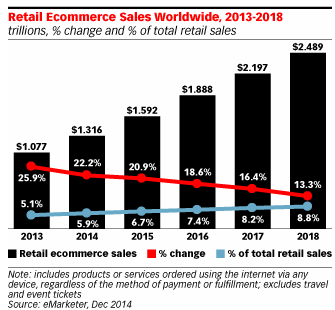 Retail Ecommerce Sales Worldwide, 2013-2018
trillions, % change and % of total retail sales
$2.489
$2.197
$1.888
$1.592
$1.316
$1.077
25.9%
22.2%
20.9%
18.6%
16.4%
13.3%
5.1%
5.9%
6.7%
7.4%
8.2%
8.8%
2013 2014 2015 2016 2017 2018
Retail ecommerce sales % change % of total retail sales
Note: includes products or services ordered using the internet via any
device, regardless of the method of payment or fulfillment; excludes travel
and event tickets
Source: eMarketer, Dec 2014